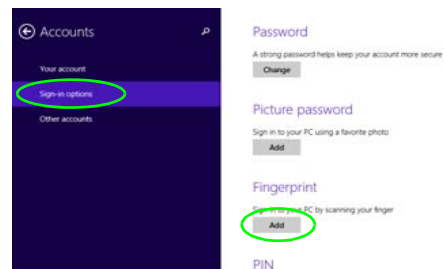 Accounts
Your account
Sign-in options
Other accounts
Password
A strong password helps keep your account more secure
Change
Picture password
Sign in to your PC using a favorite photo
Add
Fingerprint
Sign in to your PC by scanning your finger
Add
PIN